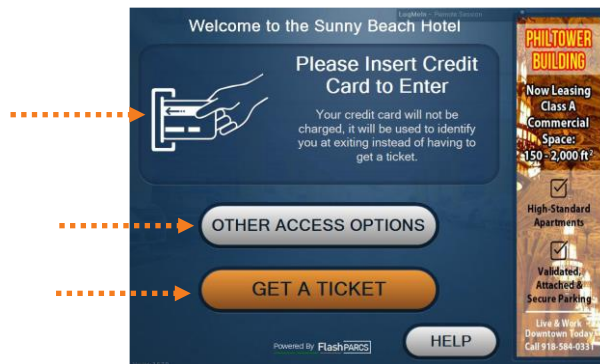 LogMeIn - Remote Session
Welcome to the Sunny Beach Hotel
Please Insert Credit
Card to Enter
Your credit card will not be
charged, it will be used to identify
you at exiting instead of having to
get a ticket.
OTHER ACCESS OPTIONS
GET A TICKET
Powered By FlashPARCS
HELP
PHILTOWER
BUILDING
Now Leasing
Class A
Commercial
Space:
150 - 2,000 ft²
High-Standard
Apartments
Validated,
Attached &
Secure Parking
Live & Work
Downtown Today
Call 918-584-0331